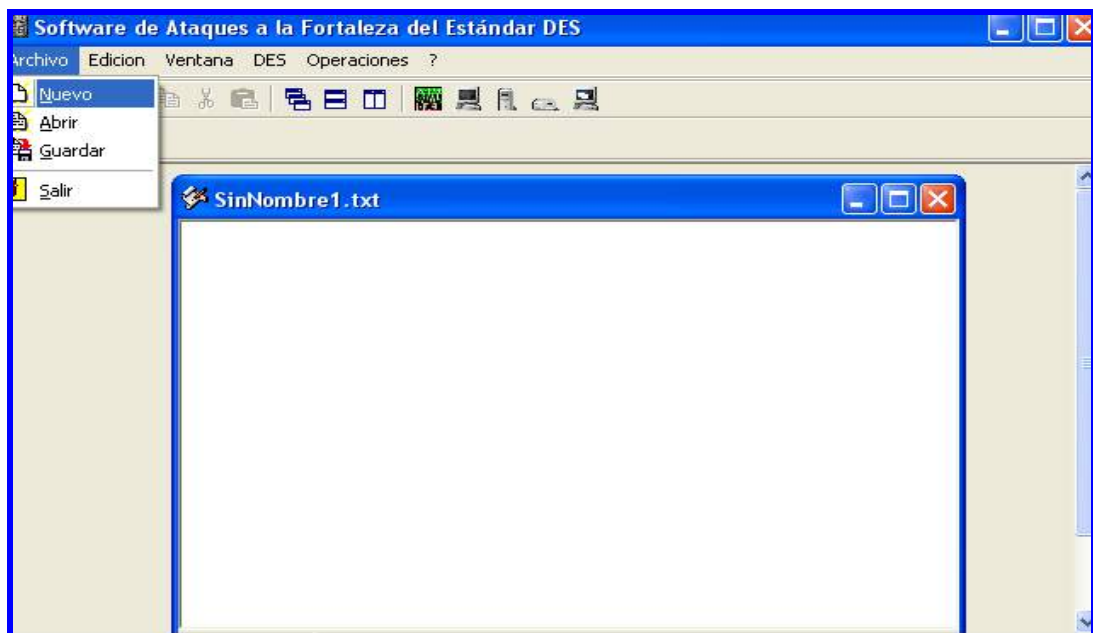 Software de Ataques a la Fortaleza del Estándar DES
Archivo Edicion Ventana DES Operaciones ?
Nuevo
Abrir
Guardar
Salir
SinNombre1.txt